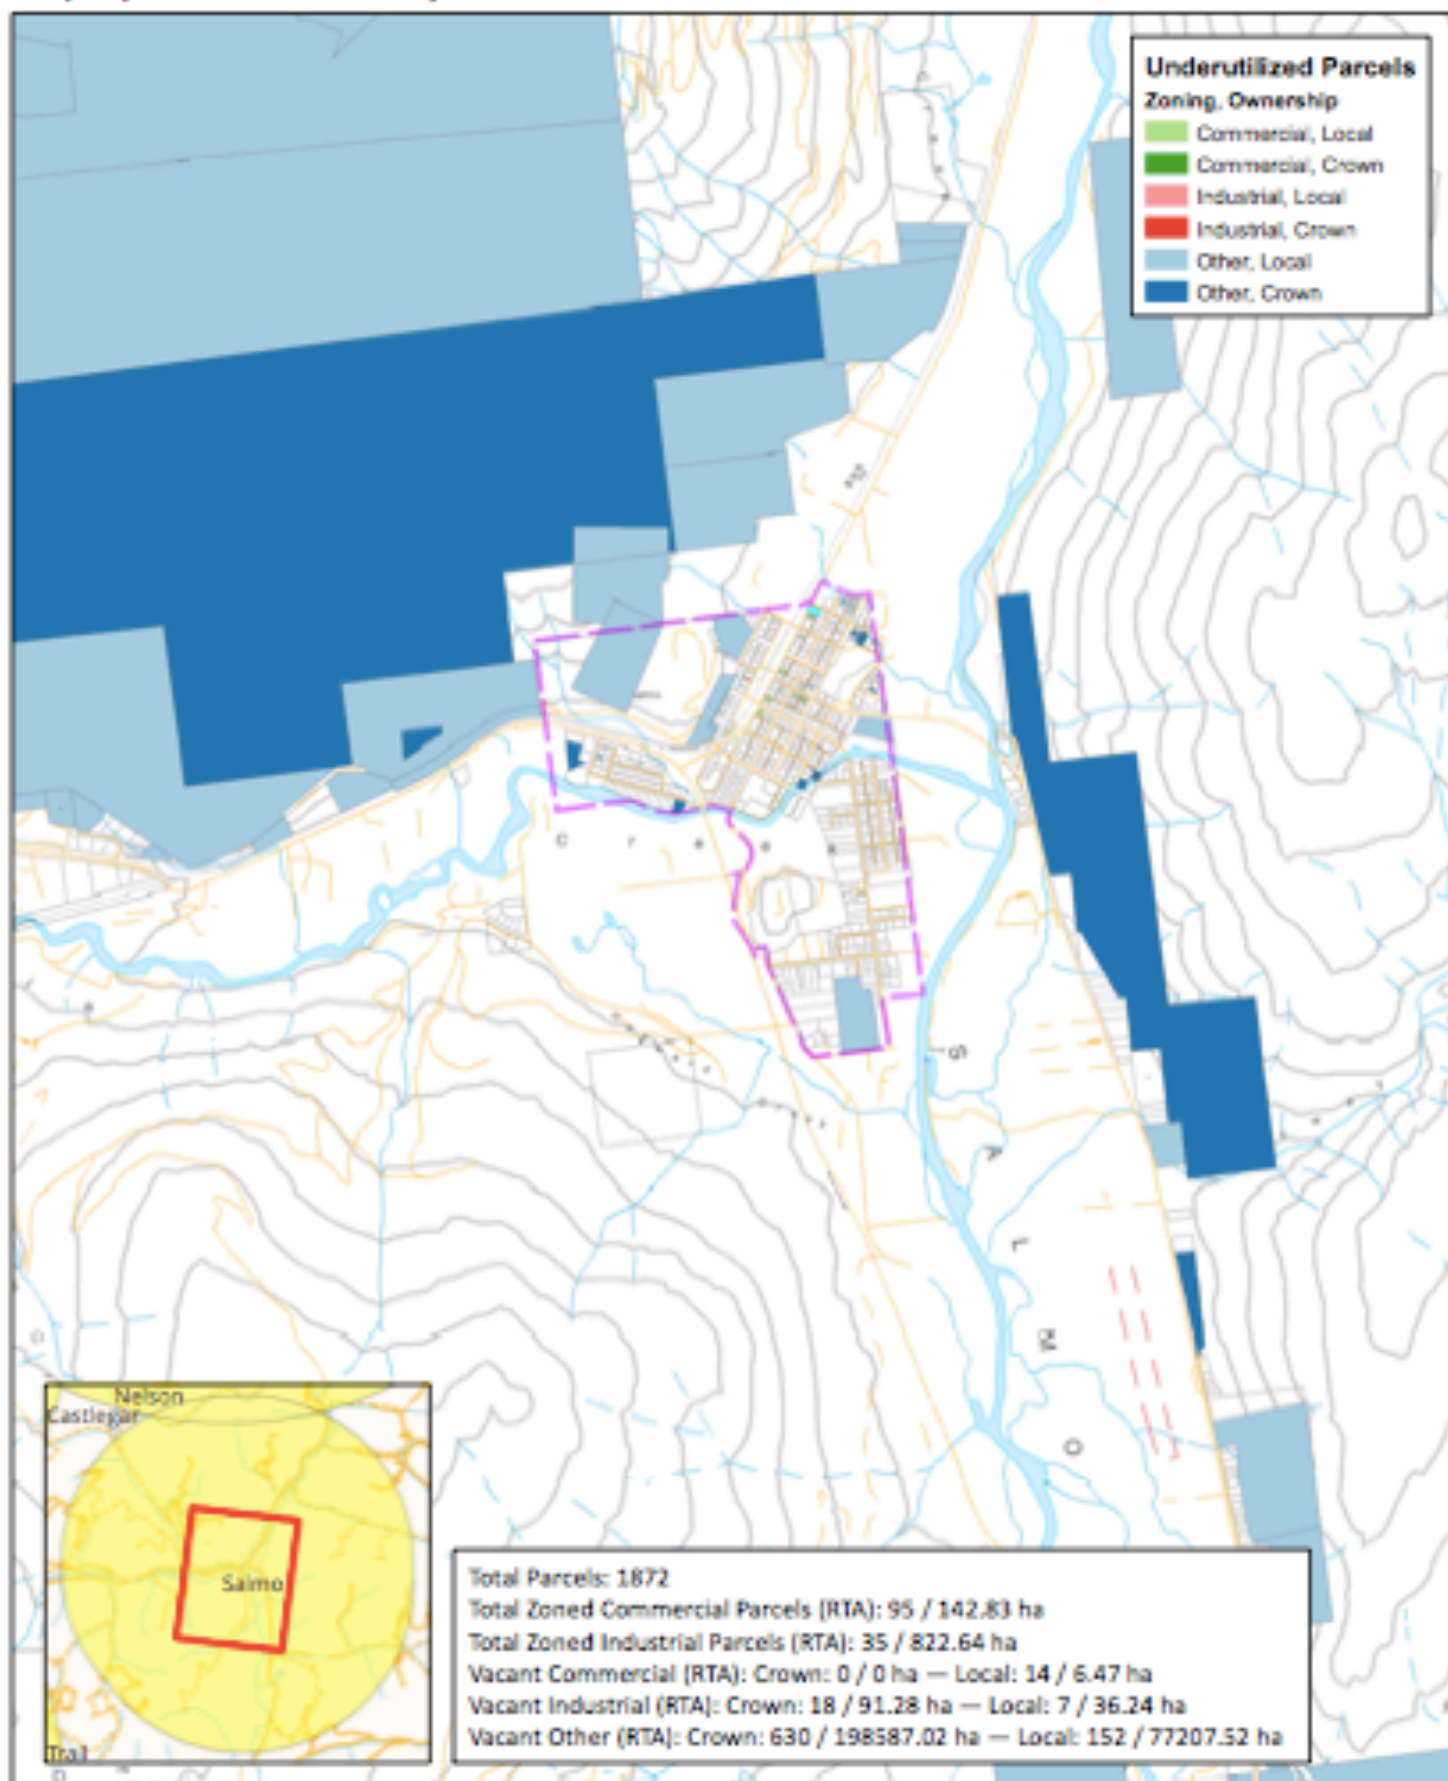 Underutilized Parcels
Zoning, Ownership
Commercial, Local
Commercial, Crown
Industrial, Local
Industrial, Crown
Other, Local
Other, Crown
C r e e k
S
A
L
M
O
Nelson
Castlegar
Salmo
Trail
Total Parcels: 1872
Total Zoned Commercial Parcels (RTA): 95 / 142.83 ha
Total Zoned Industrial Parcels (RTA): 35 / 822.64 ha
Vacant Commercial (RTA): Crown: 0 / 0 ha — Local: 14 / 6.47 ha
Vacant Industrial (RTA): Crown: 18 / 91.28 ha — Local: 7 / 36.24 ha
Vacant Other (RTA): Crown: 630 / 198587.02 ha — Local: 152 / 77207.52 ha